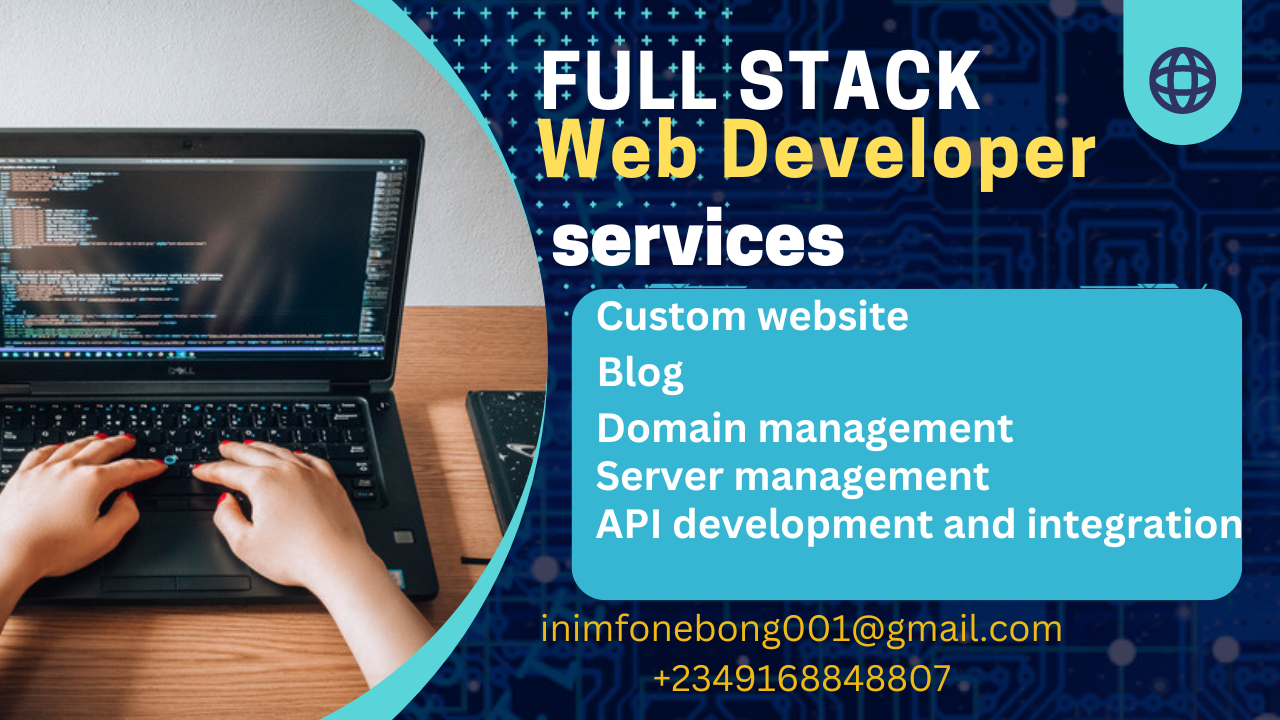 FULL STACK
Web Developer
services
Custom website
Blog
Domain management
Server management
API development and integration
inimfonebong001@gmail.com
+2349168848807
DELL